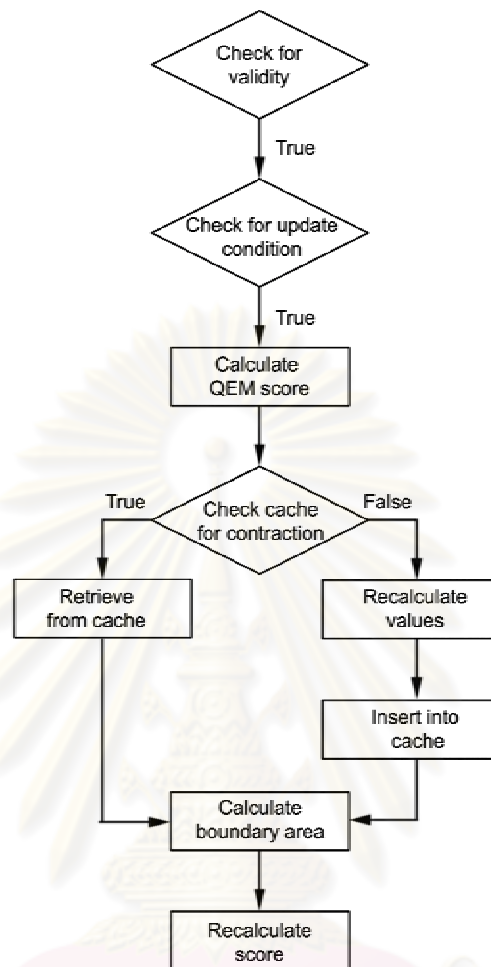 Check for
validity
True
Check for update
condition
True
Calculate
QEM score
True
Check cache
for contraction
False
Retrieve
from cache
Recalculate
values
Insert into
cache
Calculate
boundary area
Recalculate
score